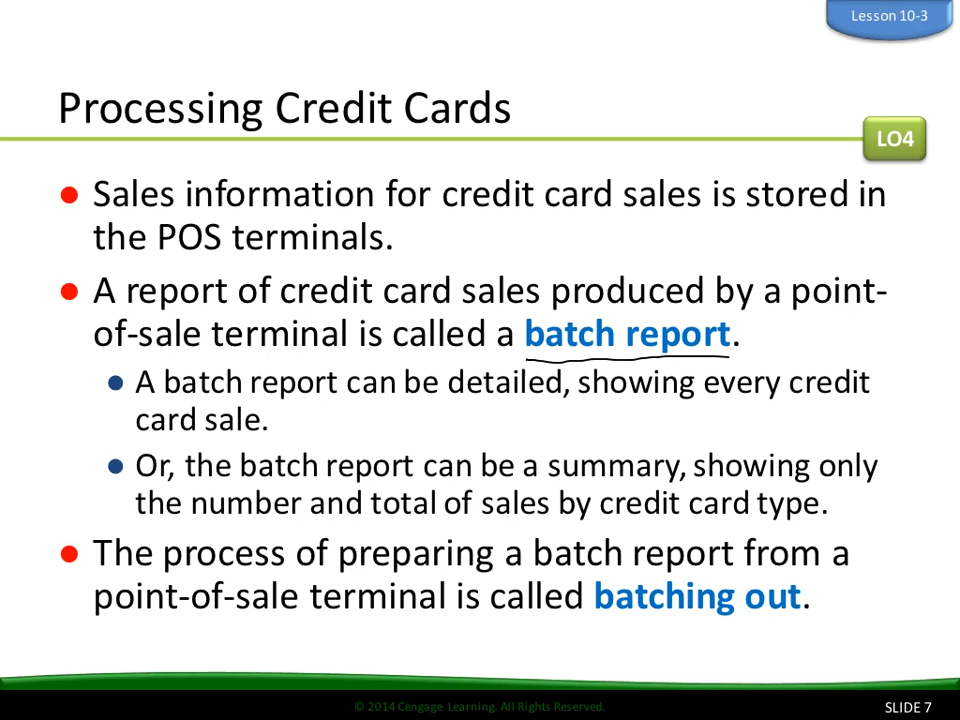 Lesson 10-3
Processing Credit Cards
LO4
● Sales information for credit card sales is stored in
the POS terminals.
● A report of credit card sales produced by a point-
of-sale terminal is called a batch report.
● A batch report can be detailed, showing every credit
card sale.
● Or, the batch report can be a summary, showing only
the number and total of sales by credit card type.
● The process of preparing a batch report from a
point-of-sale terminal is called batching out.
© 2014 Cengage Learning. All Rights Reserved.
SLIDE 7